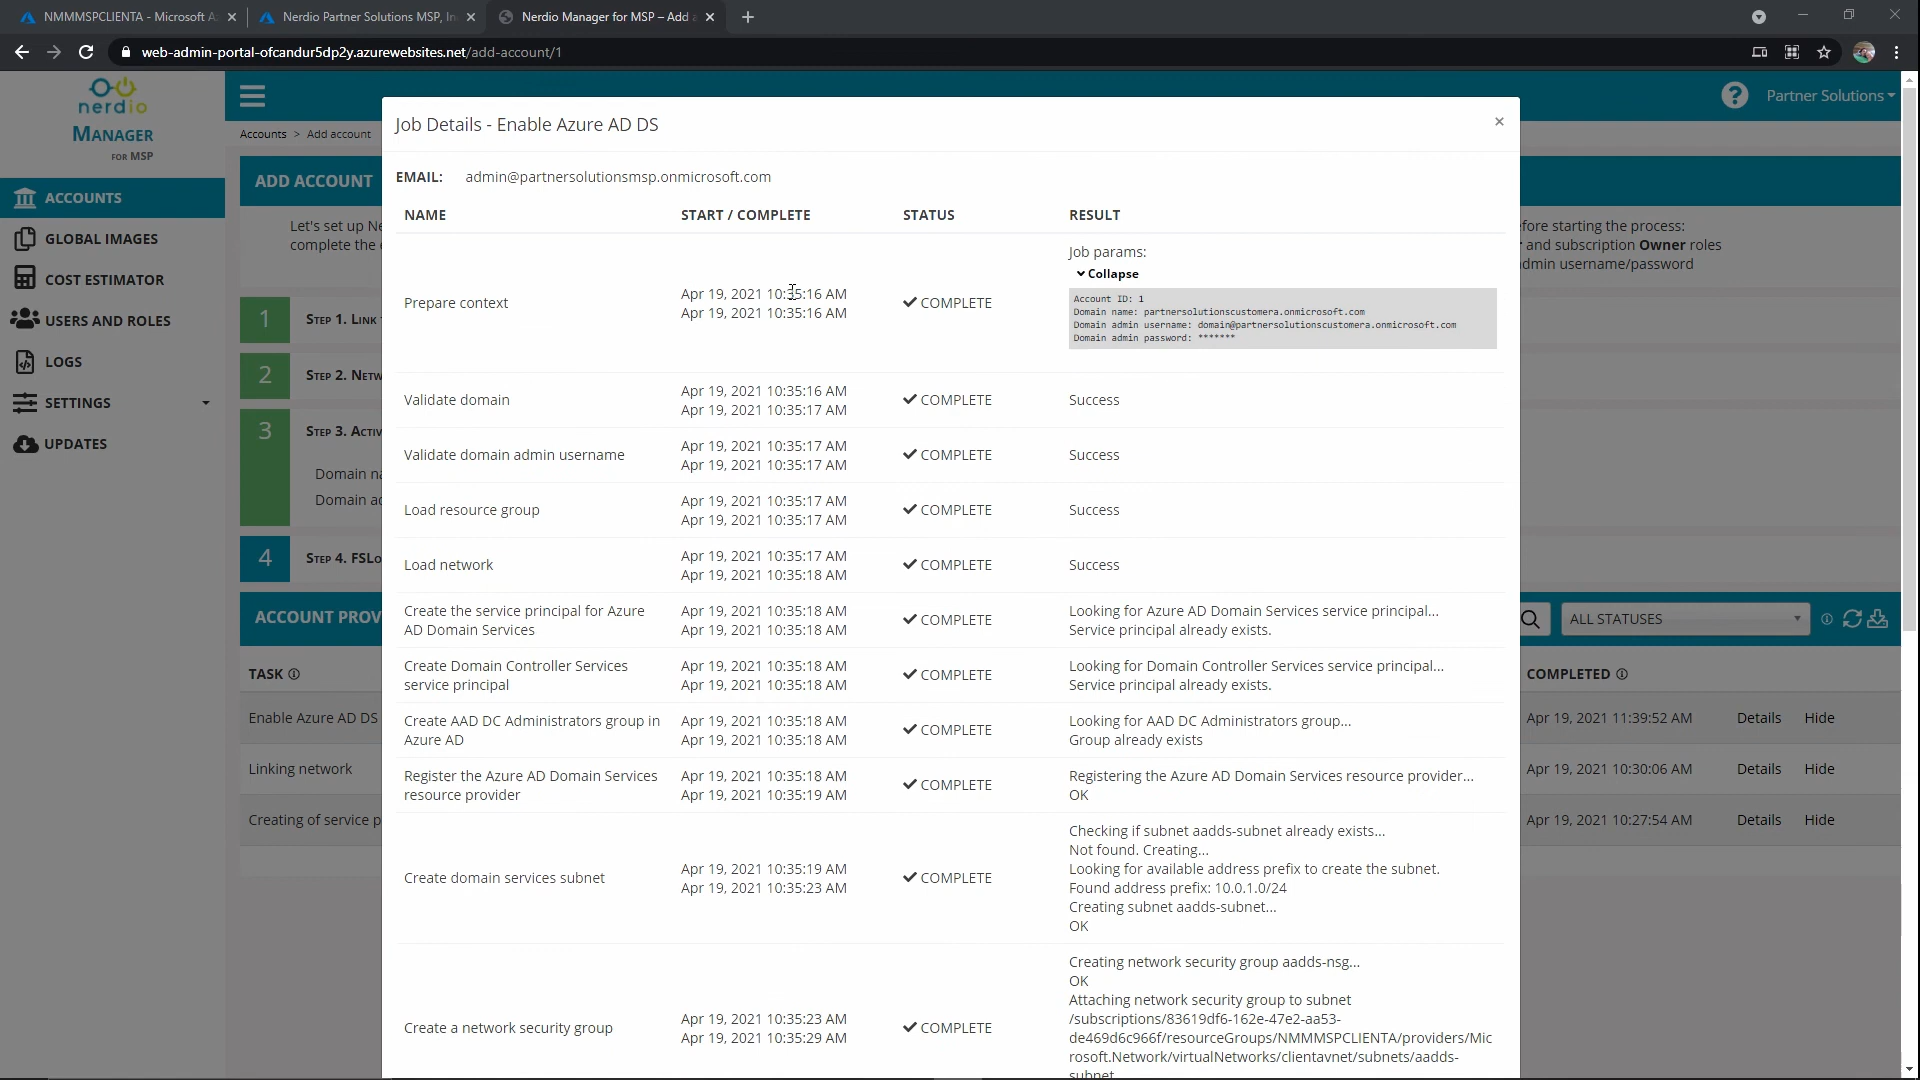 NMMMSPCLIENTA - Microsoft A
Nerdio Partner Solutions MSP, In
Nerdio Manager for MSP – Add a
web-admin-portal-ofcandur5dp2y.azurewebsites.net/add-account/1
nerdio
MANAGER
FOR MSP
Partner Solutions
Accounts > Add account
ACCOUNTS
GLOBAL IMAGES
COST ESTIMATOR
USERS AND ROLES
LOGS
SETTINGS
UPDATES
ADD ACCOUNT
Let's set up Ne
complete the
efore starting the process:
and subscription Owner roles
dmin username/password
1 STEP 1. LINK
2 STEP 2. NETW
3 STEP 3. ACTIV
Domain na
Domain ad
4 STEP 4. FSLO
ACCOUNT PROV
ALL STATUSES
TASK
COMPLETED
Enable Azure AD DS
Apr 19, 2021 11:39:52 AM Details Hide
Linking network
Apr 19, 2021 10:30:06 AM Details Hide
Creating of service p
Apr 19, 2021 10:27:54 AM Details Hide
Job Details - Enable Azure AD DS
×
EMAIL: admin@partnersolutionsmsp.onmicrosoft.com
NAME START / COMPLETE STATUS RESULT
Prepare context
Apr 19, 2021 10:35:16 AM
Apr 19, 2021 10:35:16 AM
COMPLETE
Job params:
Collapse
Account ID: 1
Domain name: partnersolutionscustomera.onmicrosoft.com
Domain admin username: domain@partnersolutionscustomera.onmicrosoft.com
Domain admin password: *******
Validate domain
Apr 19, 2021 10:35:16 AM
Apr 19, 2021 10:35:17 AM
COMPLETE
Success
Validate domain admin username
Apr 19, 2021 10:35:17 AM
Apr 19, 2021 10:35:17 AM
COMPLETE
Success
Load resource group
Apr 19, 2021 10:35:17 AM
Apr 19, 2021 10:35:17 AM
COMPLETE
Success
Load network
Apr 19, 2021 10:35:17 AM
Apr 19, 2021 10:35:18 AM
COMPLETE
Success
Create the service principal for Azure
AD Domain Services
Apr 19, 2021 10:35:18 AM
Apr 19, 2021 10:35:18 AM
COMPLETE
Looking for Azure AD Domain Services service principal...
Service principal already exists.
Create Domain Controller Services
service principal
Apr 19, 2021 10:35:18 AM
Apr 19, 2021 10:35:18 AM
COMPLETE
Looking for Domain Controller Services service principal...
Service principal already exists.
Create AAD DC Administrators group in
Azure AD
Apr 19, 2021 10:35:18 AM
Apr 19, 2021 10:35:18 AM
COMPLETE
Looking for AAD DC Administrators group...
Group already exists
Register the Azure AD Domain Services
resource provider
Apr 19, 2021 10:35:18 AM
Apr 19, 2021 10:35:19 AM
COMPLETE
Registering the Azure AD Domain Services resource provider...
OK
Create domain services subnet
Apr 19, 2021 10:35:19 AM
Apr 19, 2021 10:35:23 AM
COMPLETE
Checking if subnet aadds-subnet already exists...
Not found. Creating...
Looking for available address prefix to create the subnet.
Found address prefix: 10.0.1.0/24
Creating subnet aadds-subnet...
OK
Create a network security group
Apr 19, 2021 10:35:23 AM
Apr 19, 2021 10:35:29 AM
COMPLETE
Creating network security group aadds-nsg...
OK
Attaching network security group to subnet
/subscriptions/83619df6-162e-47e2-aa53-
de469d6c966f/resourceGroups/NMMMSPCLIENTA/providers/Mic
rosoft.Network/virtualNetworks/clientavnet/subnets/aadds-
subnet